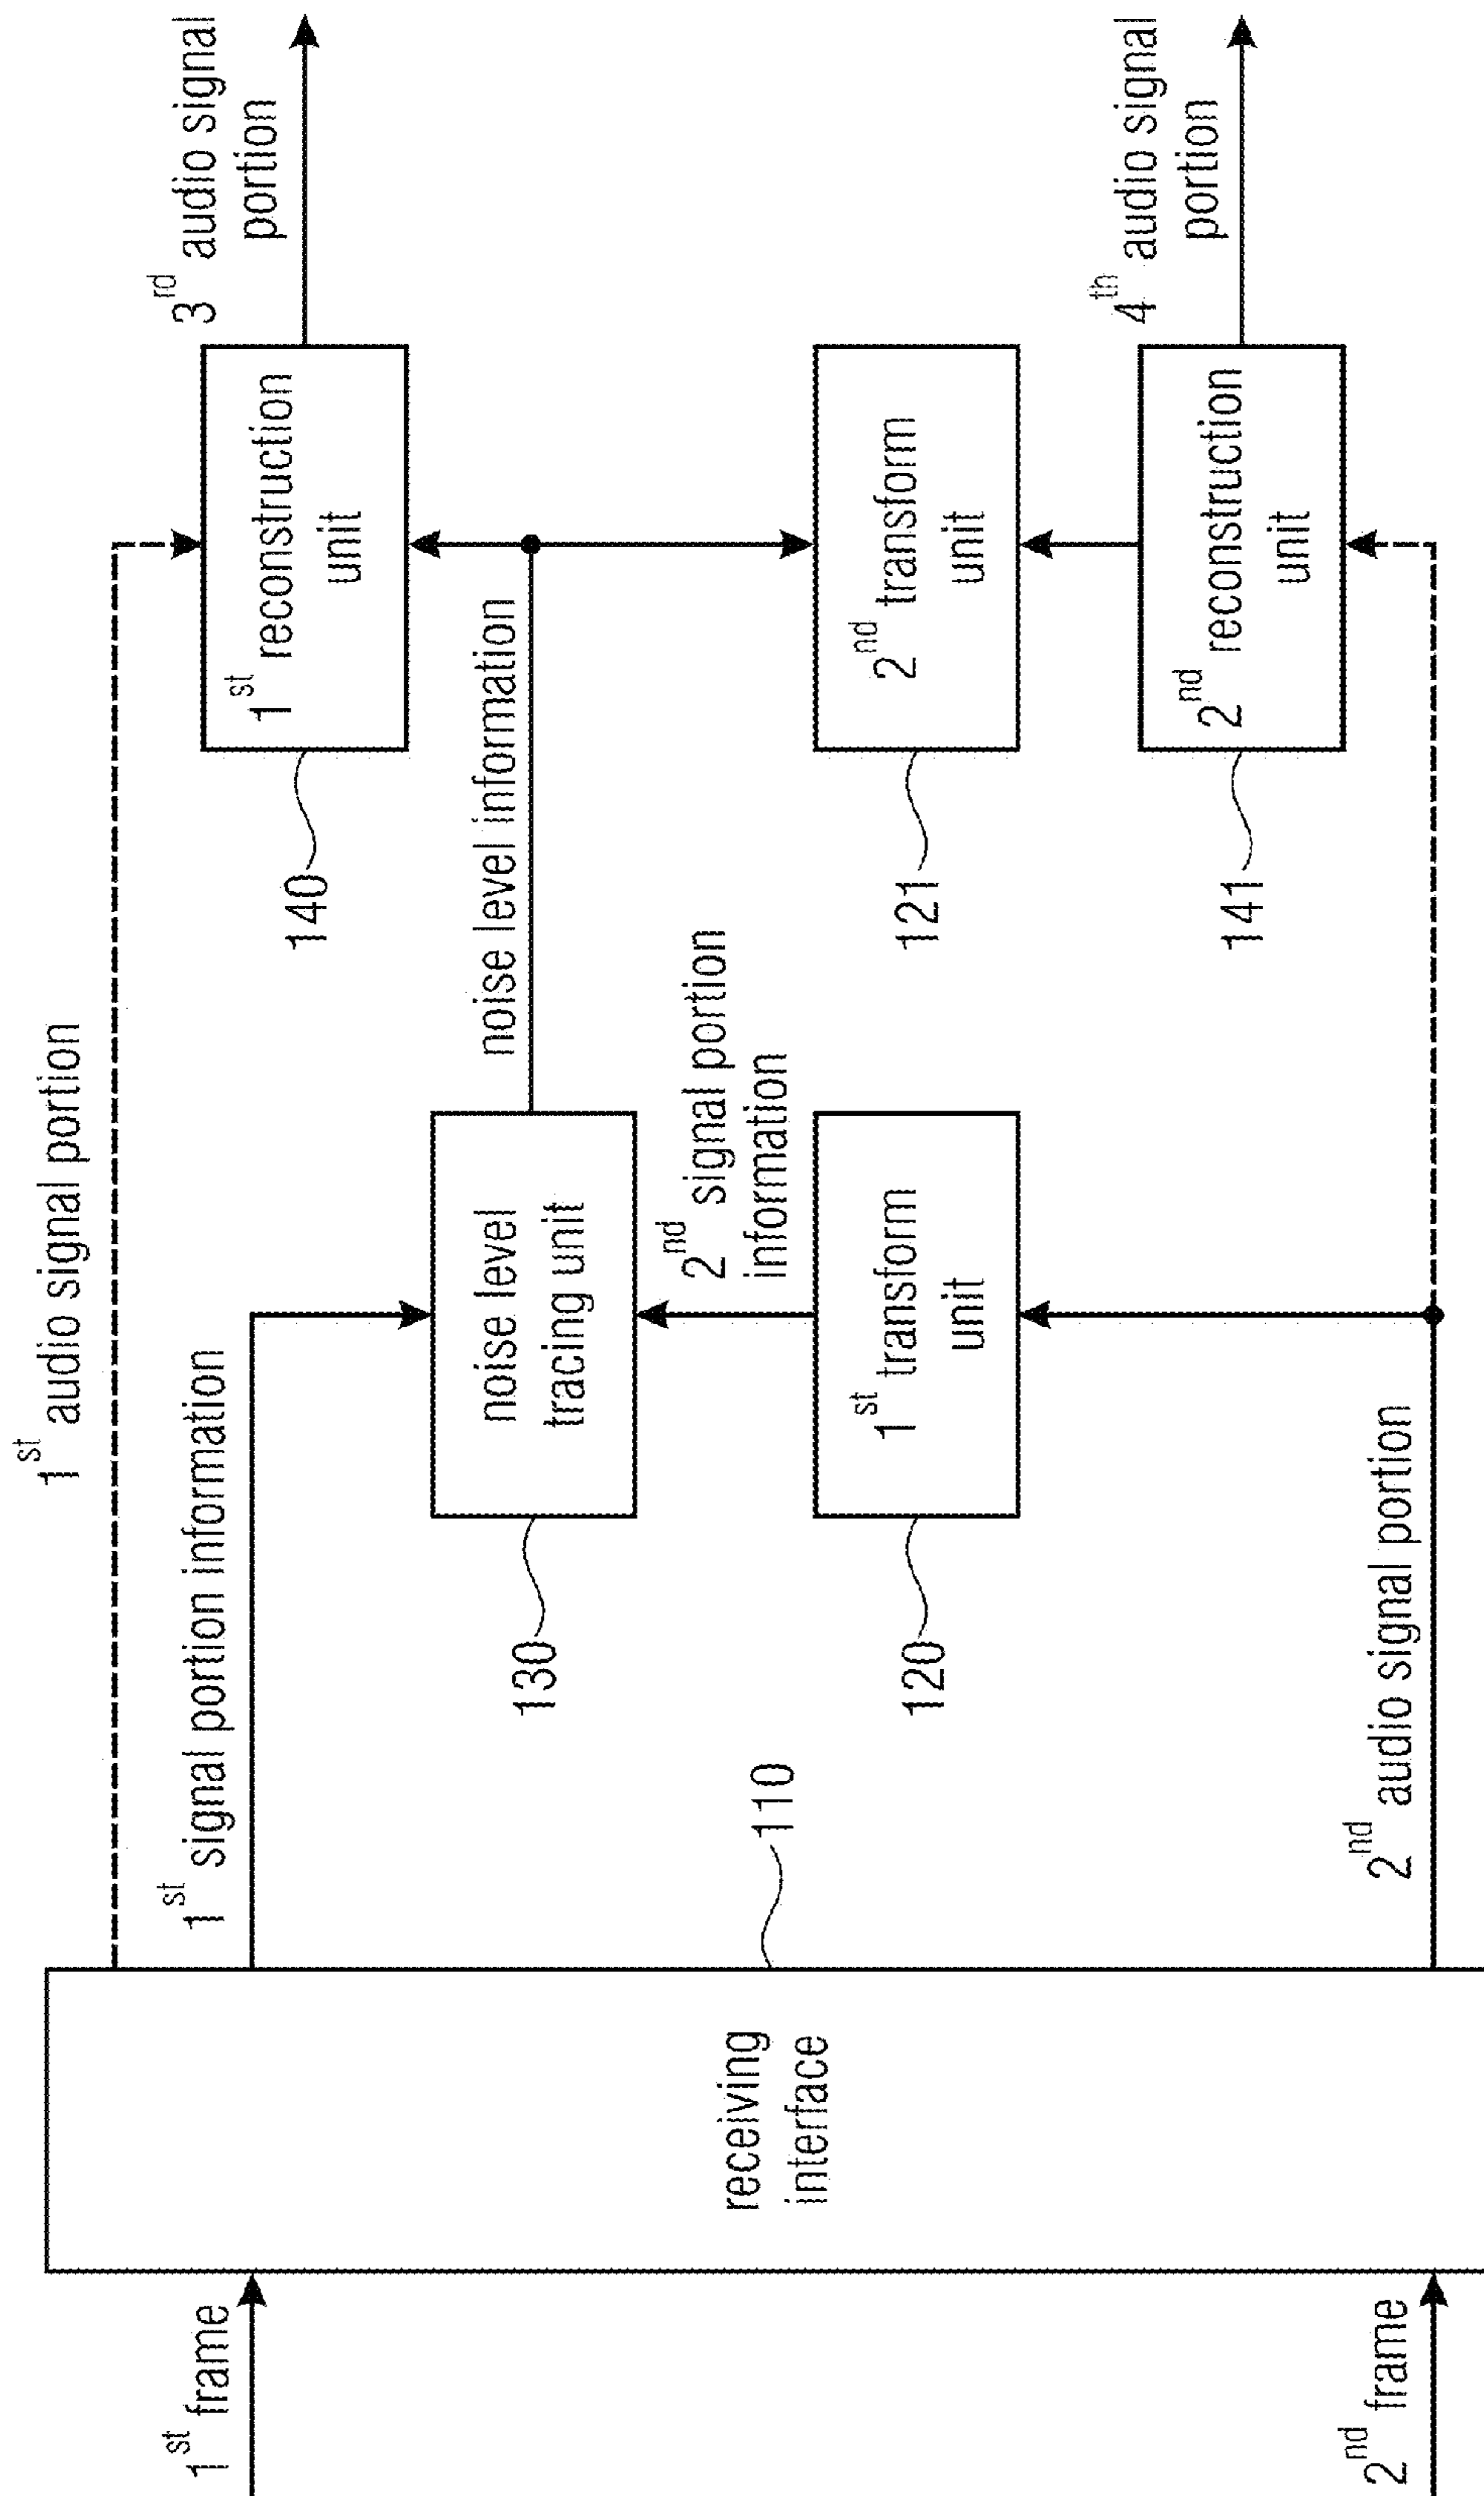 1st frame
2nd frame
receiving
interface
110
1st audio signal portion
1st signal portion information
2nd audio signal portion
noise level
tracing unit
130
2nd signal portion
information
1st transform
unit
120
noise level information
1st reconstruction
unit
140
2nd transform
unit
121
2nd reconstruction
unit
141
3rd audio signal
portion
4th audio signal
portion